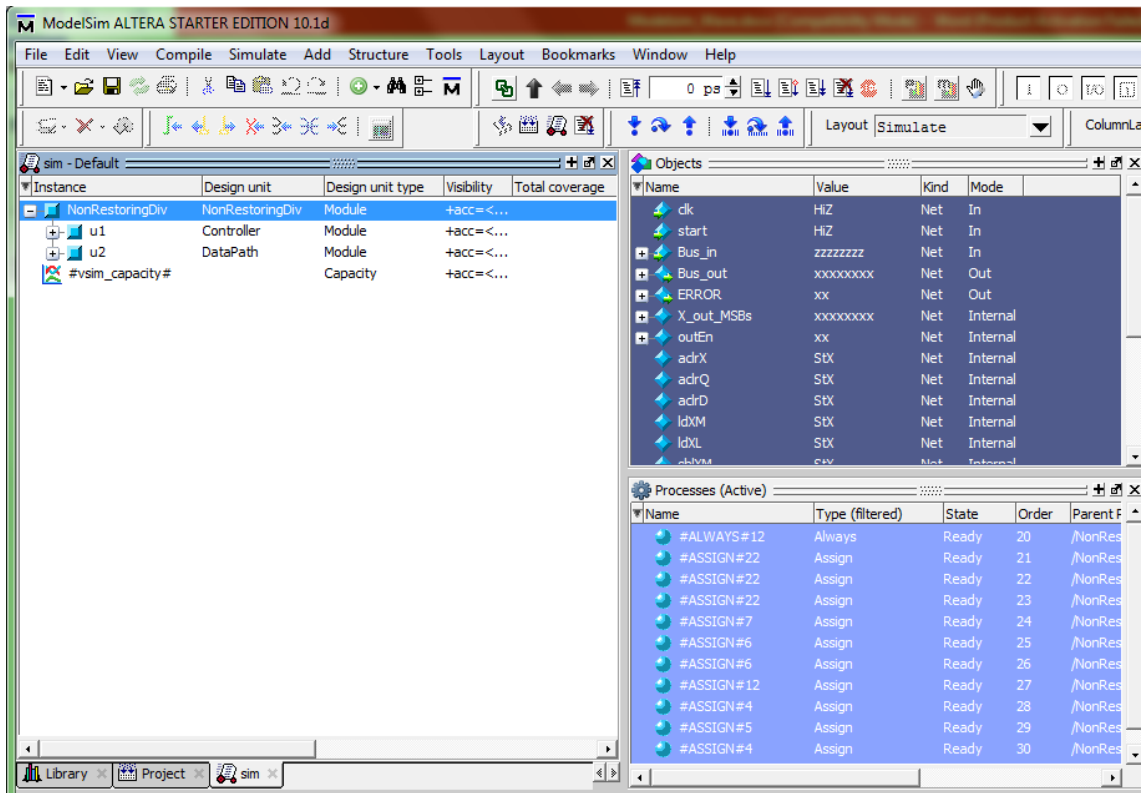 ModelSim ALTERA STARTER EDITION 10.1d
File Edit View Compile Simulate Add Structure Tools Layout Bookmarks Window Help
0 ps
Layout Simulate
sim - Default
Instance Design unit Design unit type Visibility Total coverage
NonRestoringDiv NonRestoringDiv Module +acc=<...
u1 Controller Module +acc=<...
u2 DataPath Module +acc=<...
#vsim_capacity# Capacity +acc=<...
Library Project sim
Objects
Name Value Kind Mode
clk HiZ Net In
start HiZ Net In
Bus_in zzzzzzzz Net In
Bus_out xxxxxxxx Net Out
ERROR xx Net Out
X_out_MSBs xxxxxxxx Net Internal
outEn xx Net Internal
adrX StX Net Internal
adrQ StX Net Internal
adrD StX Net Internal
ldXM StX Net Internal
ldXL StX Net Internal
Processes (Active)
Name Type (filtered) State Order Parent
#ALWAYS#12 Always Ready 20 /NonRes
#ASSIGN#22 Assign Ready 21 /NonRes
#ASSIGN#22 Assign Ready 22 /NonRes
#ASSIGN#22 Assign Ready 23 /NonRes
#ASSIGN#7 Assign Ready 24 /NonRes
#ASSIGN#6 Assign Ready 25 /NonRes
#ASSIGN#6 Assign Ready 26 /NonRes
#ASSIGN#12 Assign Ready 27 /NonRes
#ASSIGN#4 Assign Ready 28 /NonRes
#ASSIGN#5 Assign Ready 29 /NonRes
#ASSIGN#4 Assign Ready 30 /NonRes